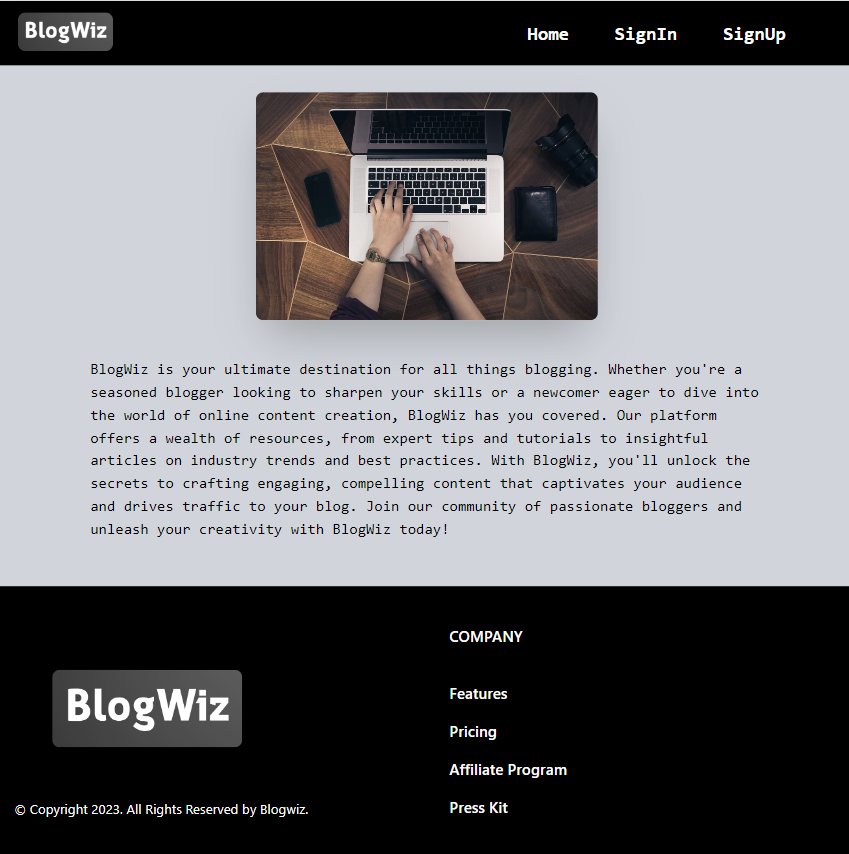 BlogWiz
Home SignIn SignUp
BlogWiz is your ultimate destination for all things blogging. Whether you're a
seasoned blogger looking to sharpen your skills or a newcomer eager to dive into
the world of online content creation, BlogWiz has you covered. Our platform
offers a wealth of resources, from expert tips and tutorials to insightful
articles on industry trends and best practices. With BlogWiz, you'll unlock the
secrets to crafting engaging, compelling content that captivates your audience
and drives traffic to your blog. Join our community of passionate bloggers and
unleash your creativity with BlogWiz today!
BlogWiz
© Copyright 2023. All Rights Reserved by Blogwiz.
COMPANY
Features
Pricing
Affiliate Program
Press Kit